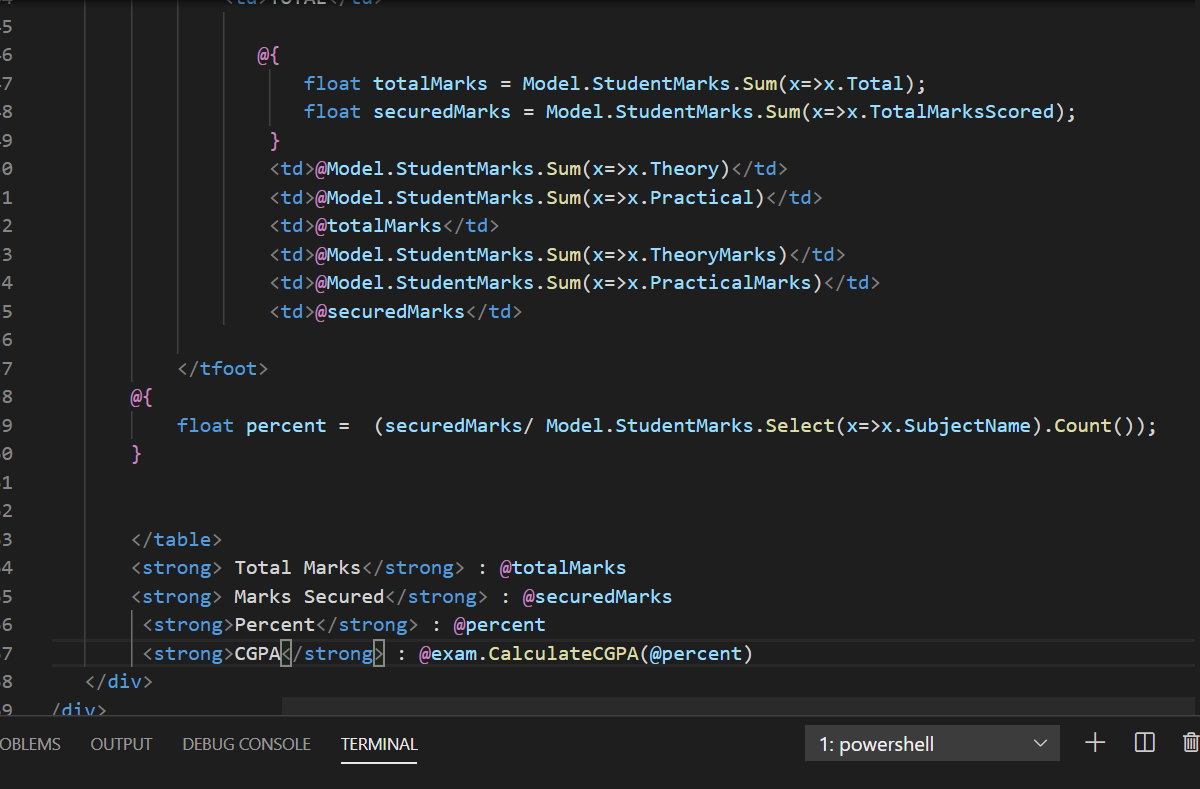 <td>TOTAL</td>
5
6 @{
7 float totalMarks = Model.StudentMarks.Sum(x=>x.Total);
8 float securedMarks = Model.StudentMarks.Sum(x=>x.TotalMarksScored);
9 }
0 <td>@Model.StudentMarks.Sum(x=>x.Theory)</td>
1 <td>@Model.StudentMarks.Sum(x=>x.Practical)</td>
2 <td>@totalMarks</td>
3 <td>@Model.StudentMarks.Sum(x=>x.TheoryMarks)</td>
4 <td>@Model.StudentMarks.Sum(x=>x.PracticalMarks)</td>
5 <td>@securedMarks</td>
6
7 </tfoot>
8 @{
9 float percent =  (securedMarks/ Model.StudentMarks.Select(x=>x.SubjectName).Count());
0 }
1
2
3 </table>
4 <strong> Total Marks</strong> : @totalMarks
5 <strong> Marks Secured</strong> : @securedMarks
6 <strong>Percent</strong> : @percent
7 <strong>CGPA</strong> : @exam.CalculateCGPA(@percent)
8 </div>
9 /div>
OBLEMS OUTPUT DEBUG CONSOLE TERMINAL 1: powershell